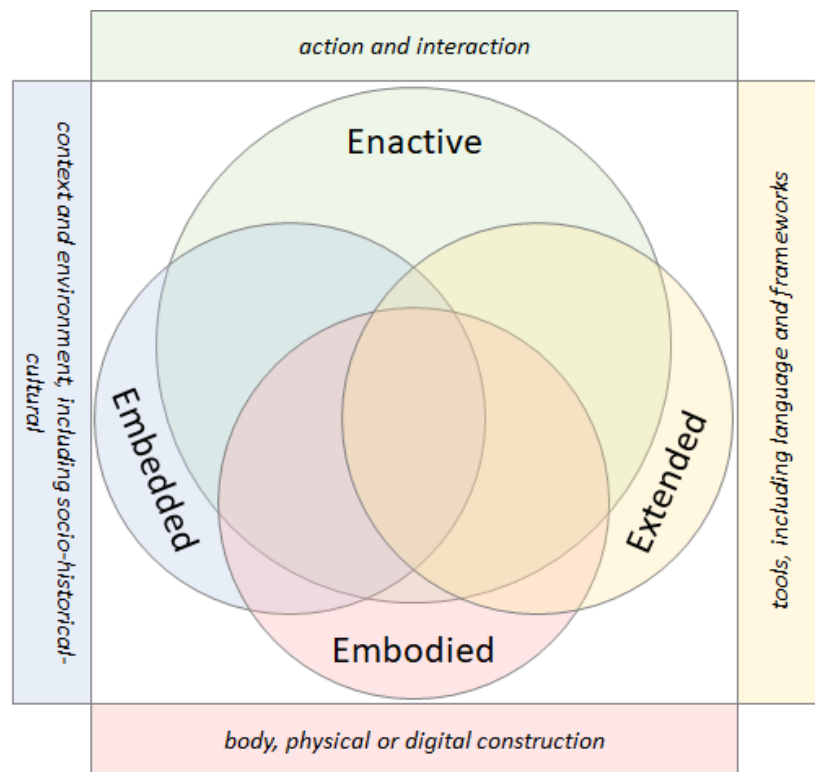 action and interaction
Enactive
context and environment, including socio-historical-
cultural
Embedded
Extended
tools, including language and frameworks
Embodied
body, physical or digital construction